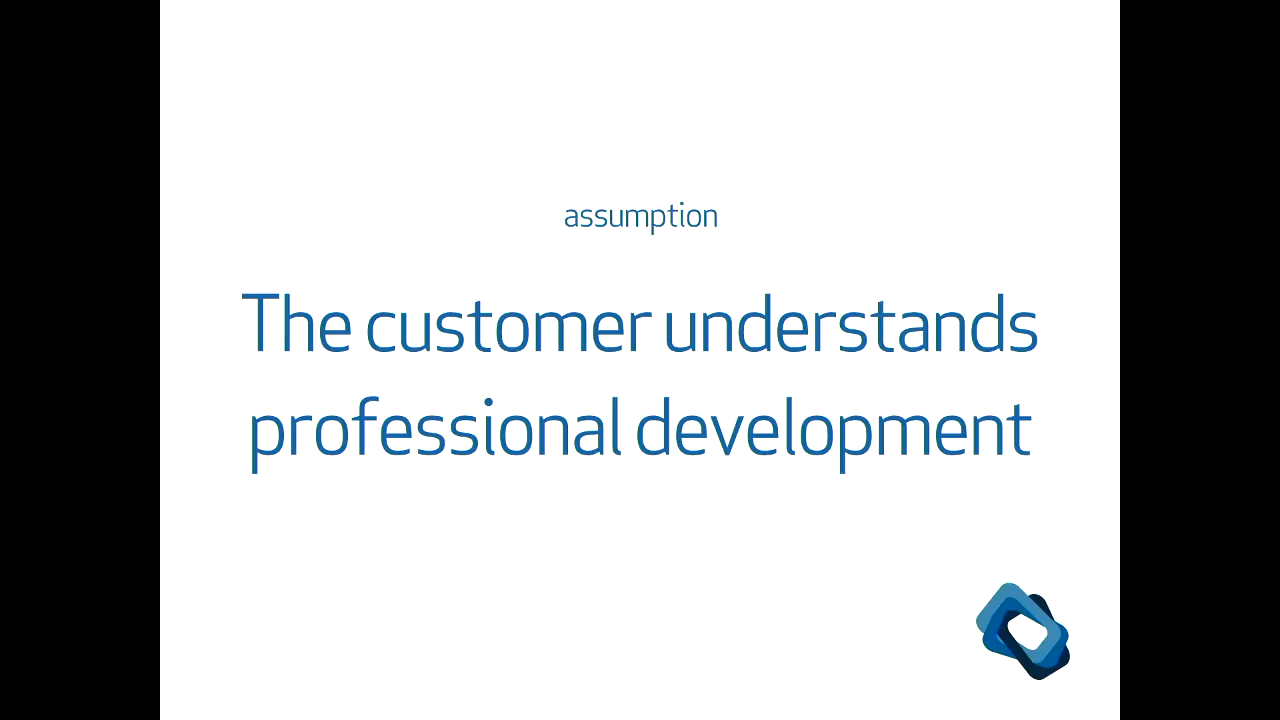 assumption
The customer understands
professional development